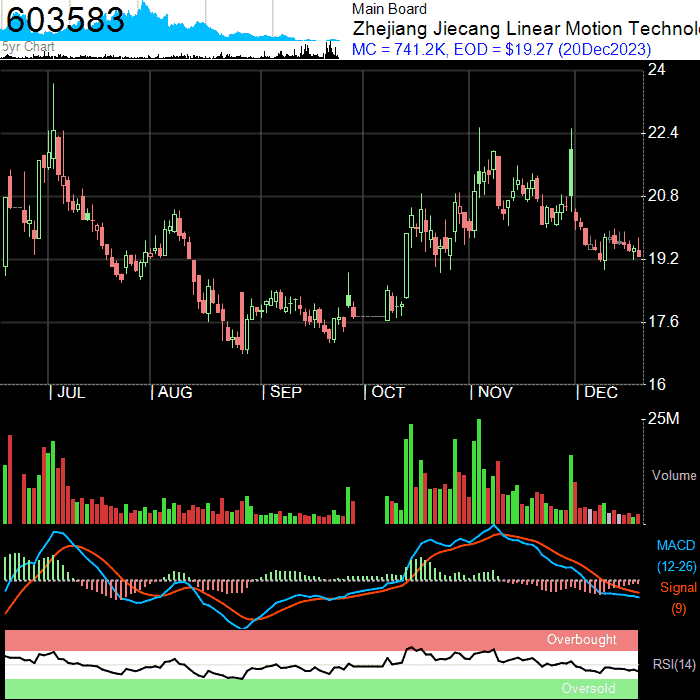 603583
5yr Chart
Main Board
Zhejiang Jiecang Linear Motion Technol
MC = 741.2K, EOD = $19.27 (20Dec2023)
24
22.4
20.8
19.2
17.6
16
| JUL
| AUG
| SEP
| OCT
| NOV
| DEC
25M
Volume
MACD
(12-26)
Signal
(9)
Overbought
RSI(14)
Oversold